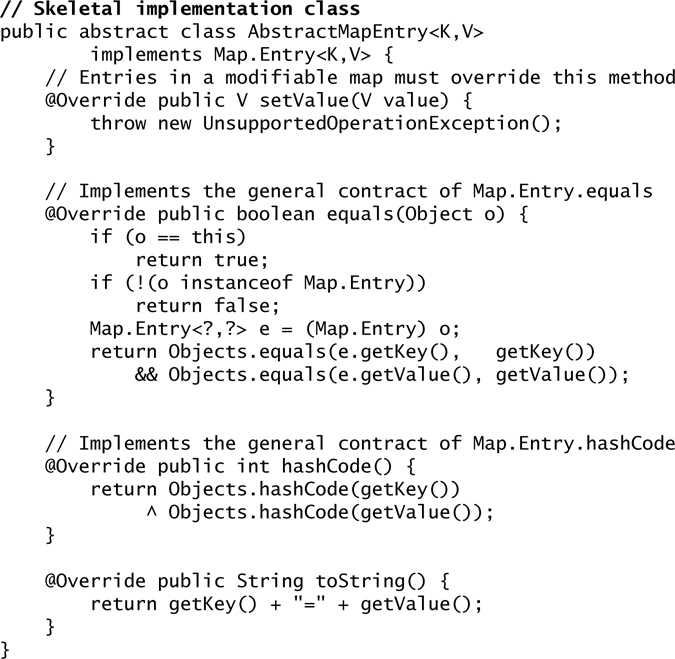 // Skeletal implementation class
public abstract class AbstractMapEntry<K,V>
        implements Map.Entry<K,V> {
    // Entries in a modifiable map must override this method
    @Override public V setValue(V value) {
        throw new UnsupportedOperationException();
    }

    // Implements the general contract of Map.Entry.equals
    @Override public boolean equals(Object o) {
        if (o == this)
            return true;
        if (!(o instanceof Map.Entry))
            return false;
        Map.Entry<?,?> e = (Map.Entry) o;
        return Objects.equals(e.getKey(),   getKey())
            && Objects.equals(e.getValue(), getValue());
    }

    // Implements the general contract of Map.Entry.hashCode
    @Override public int hashCode() {
        return Objects.hashCode(getKey())
             ^ Objects.hashCode(getValue());
    }

    @Override public String toString() {
        return getKey() + "=" + getValue();
    }
}